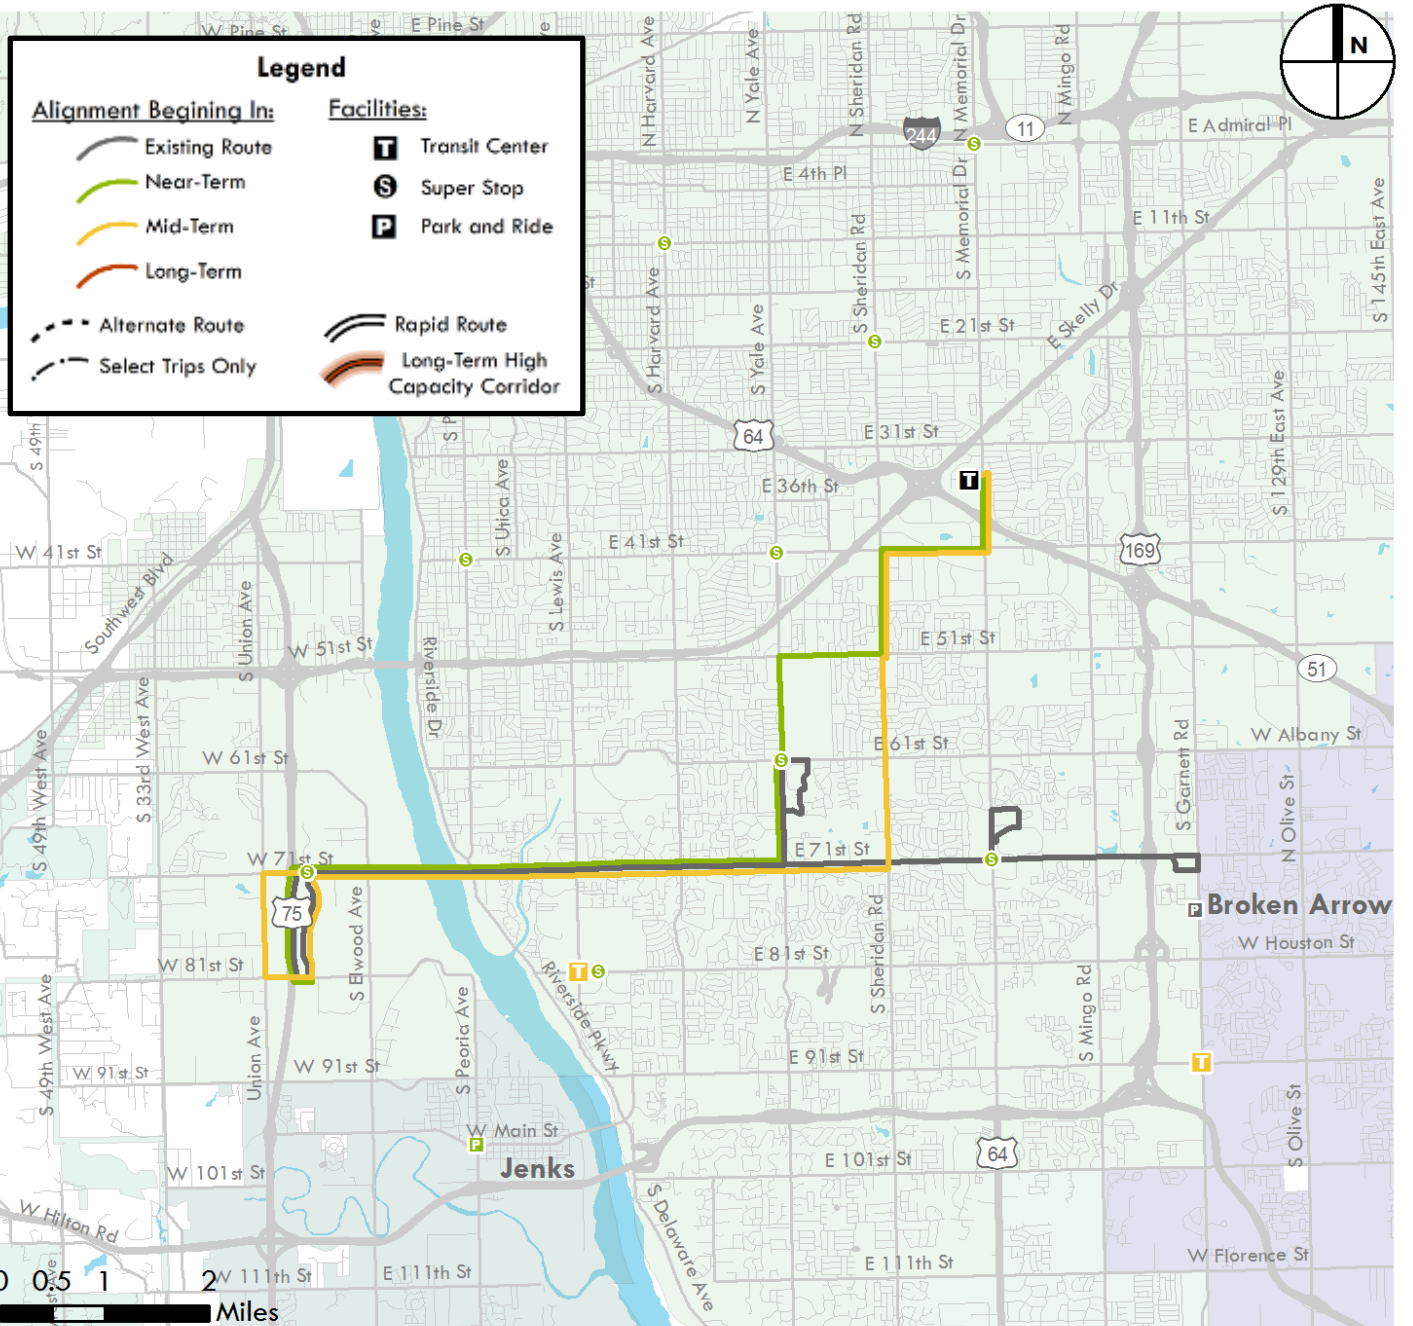 W Pine St
E Pine St
Legend
Alignment Begining In:
Existing Route
Near-Term
Mid-Term
Long-Term
Alternate Route
Select Trips Only
Facilities:
T Transit Center
S Super Stop
P Park and Ride
Rapid Route
Long-Term High
Capacity Corridor
N
N Harvard Ave
N Yale Ave
N Sheridan Rd
N Memorial Dr
N Mingo Rd
244
11
E Admiral Pl
S
E 4th Pl
S Memorial Dr
S 145th East Ave
E 11th St
S Sheridan Rd
S
S Harvard Ave
S Yale Ave
E 21st St
E Skelly Dr
S
S 129th East Ave
64
E 31st St
S 49th
E 36th St
T
S Utica Ave
W 41st St
E 41st St
S
S
169
Southwest Blvd
S Lewis Ave
S Union Ave
W 51st St
E 51st St
Riverside Dr
51
S 33rd West Ave
S 49th West Ave
W 61st St
E 61st St
S Garnett Rd
W Albany St
S
N Olive St
W 71st St
E 71st St
S
S
75
S Elwood Ave
S Sheridan Rd
P Broken Arrow
W Houston St
W 81st St
E 81st St
T S
Riverside Pkwy
S 49th West Ave
S Peoria Ave
S Mingo Rd
Union Ave
W 91st St
W 91st St
E 91st St
T
S Olive St
W Main St
P
Jenks
W 101st St
E 101st St
64
W Hilton Rd
S Delaware Ave
W 111th St
E 111th St
E 111th St
W Florence St
0 0.5 1 2
Miles